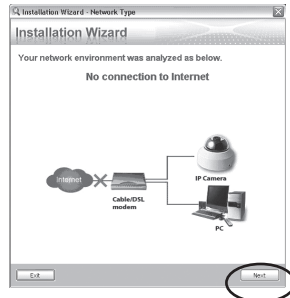 Installation Wizard - Network Type
Installation Wizard
Your network environment was analyzed as below.
No connection to Internet
Internet
IP Camera
Cable/DSL
modem
PC
Exit
Next